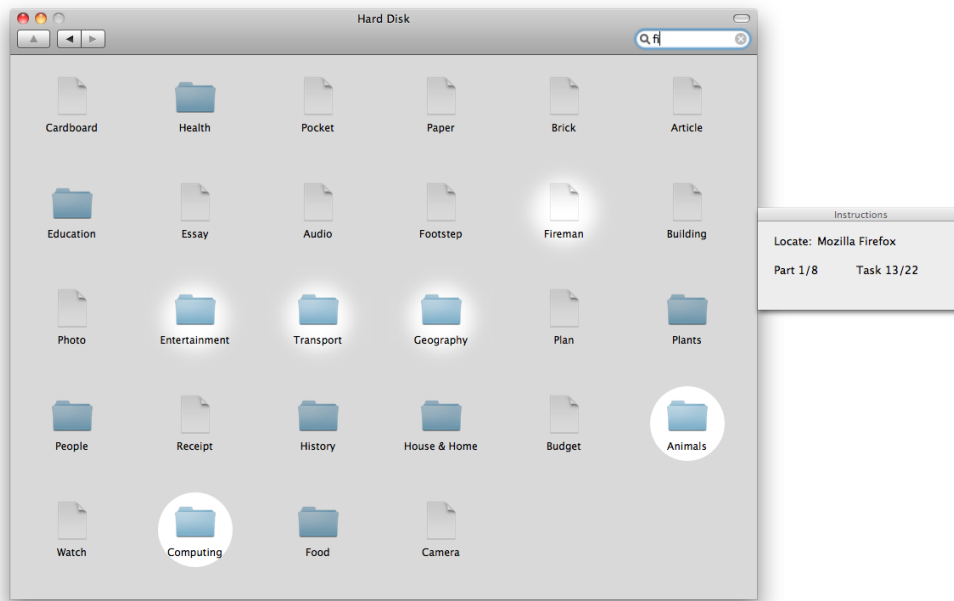 Hard Disk
fi
Cardboard Health Pocket Paper Brick Article
Education Essay Audio Footstep Fireman Building
Photo Entertainment Transport Geography Plan Plants
People Receipt History House & Home Budget Animals
Watch Computing Food Camera
Instructions
Locate: Mozilla Firefox
Part 1/8 Task 13/22